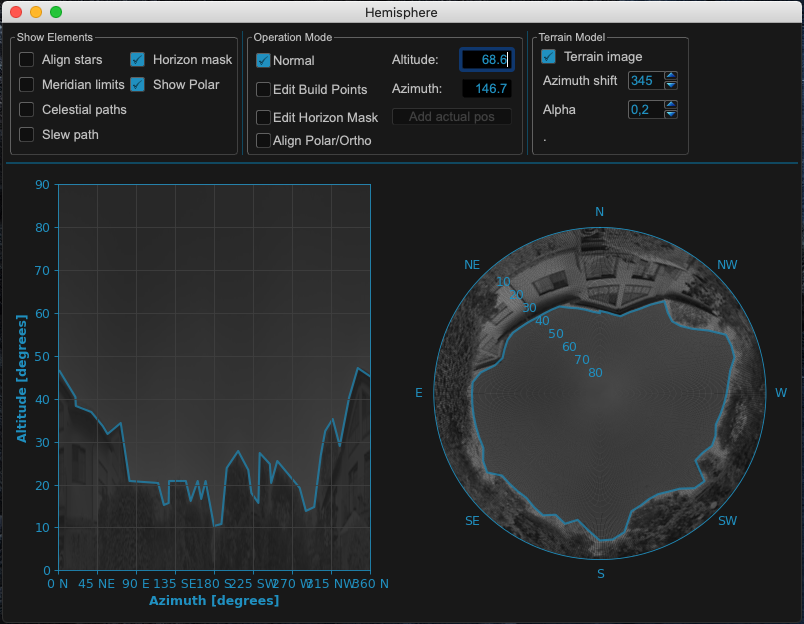 Hemisphere
Show Elements
Align stars
Horizon mask
Meridian limits
Show Polar
Celestial paths
Slew path
Operation Mode
Normal
Altitude: 68.6
Edit Build Points
Azimuth: 146.7
Edit Horizon Mask
Add actual pos
Align Polar/Ortho
Terrain Model
Terrain image
Azimuth shift 345
Alpha 0,2
.
90
80
70
60
50
40
30
20
10
0
Altitude [degrees]
0 N 45 NE 90 E 135 SE 180 S 225 SW 270 W 315 NW 360 N
Azimuth [degrees]
N
NE NW
10
20
30
40
50
60
70
80
E W
SE SW
S